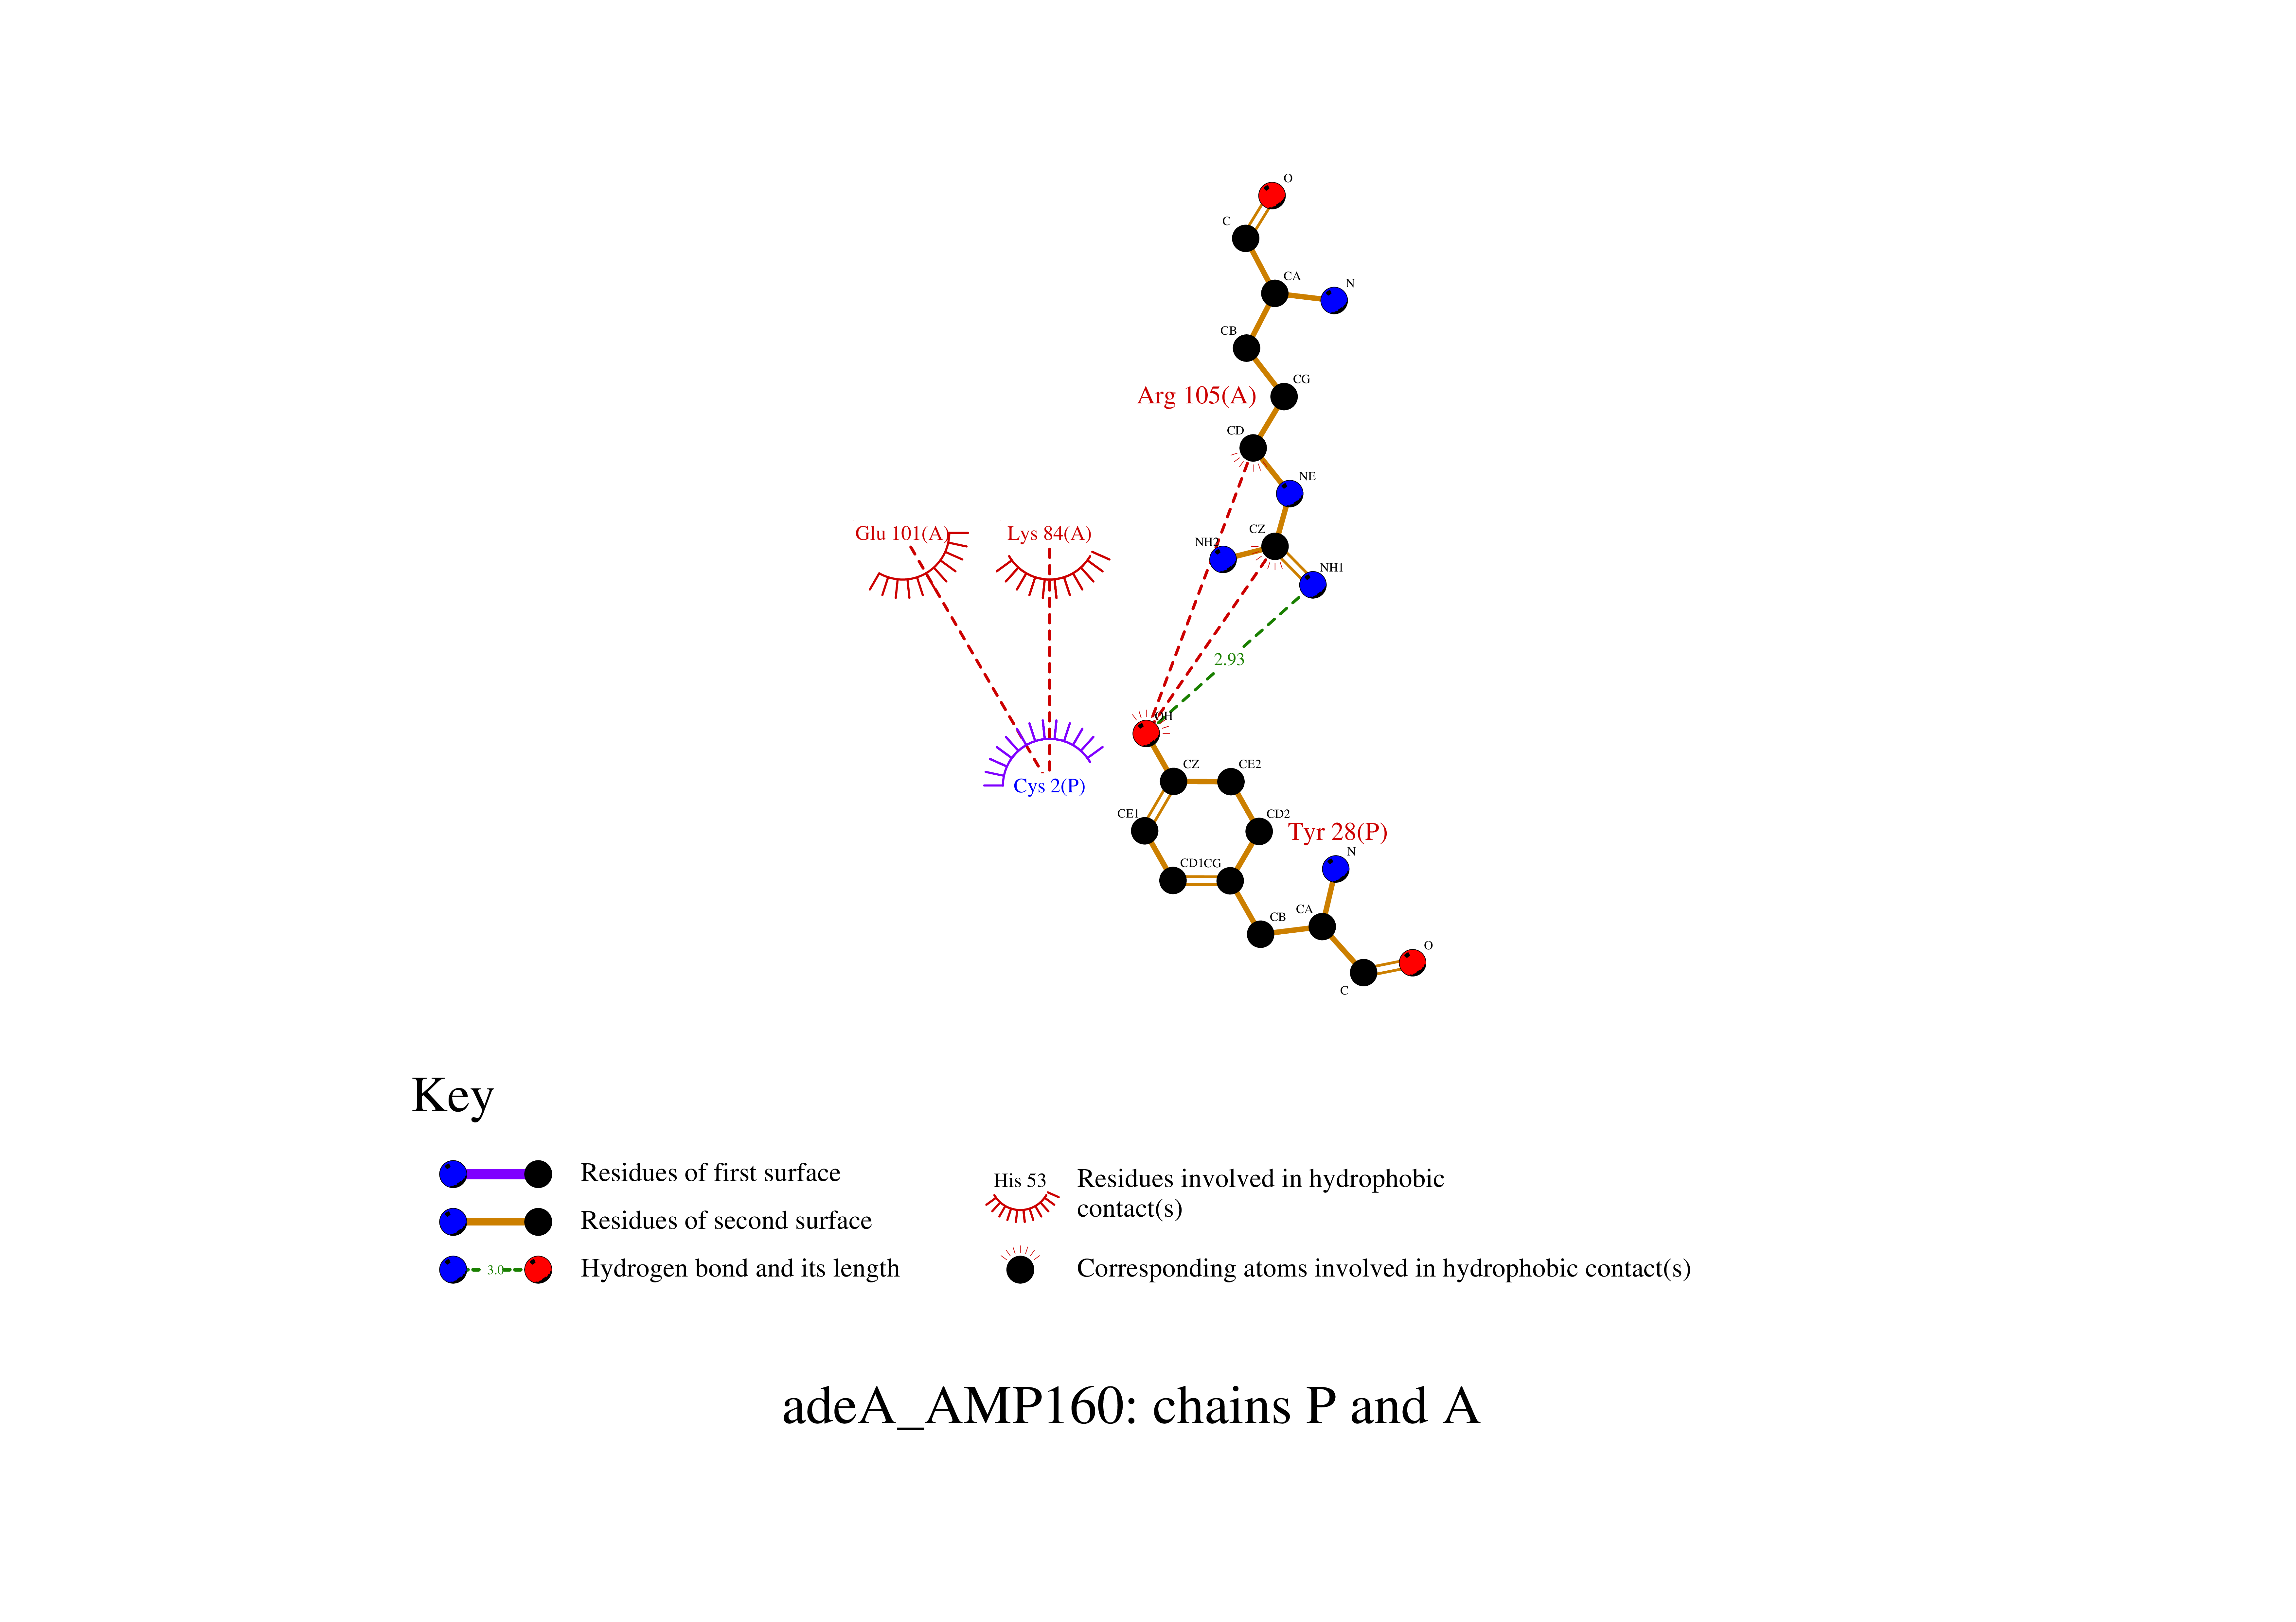 O
C
CA
N
CB
CG
Arg 105(A)
CD
NE
Glu 101(A)
Lys 84(A)
CZ
NH2
NH1
2.93
OH
CZ
CE2
Cys 2(P)
CE1
CD2
Tyr 28(P)
N
CD1CG
CB
CA
O
C
Key
Residues of first surface
Residues of second surface
3.0
Hydrogen bond and its length
His 53
Residues involved in hydrophobic
contact(s)
Corresponding atoms involved in hydrophobic contact(s)
adeA_AMP160: chains P and A